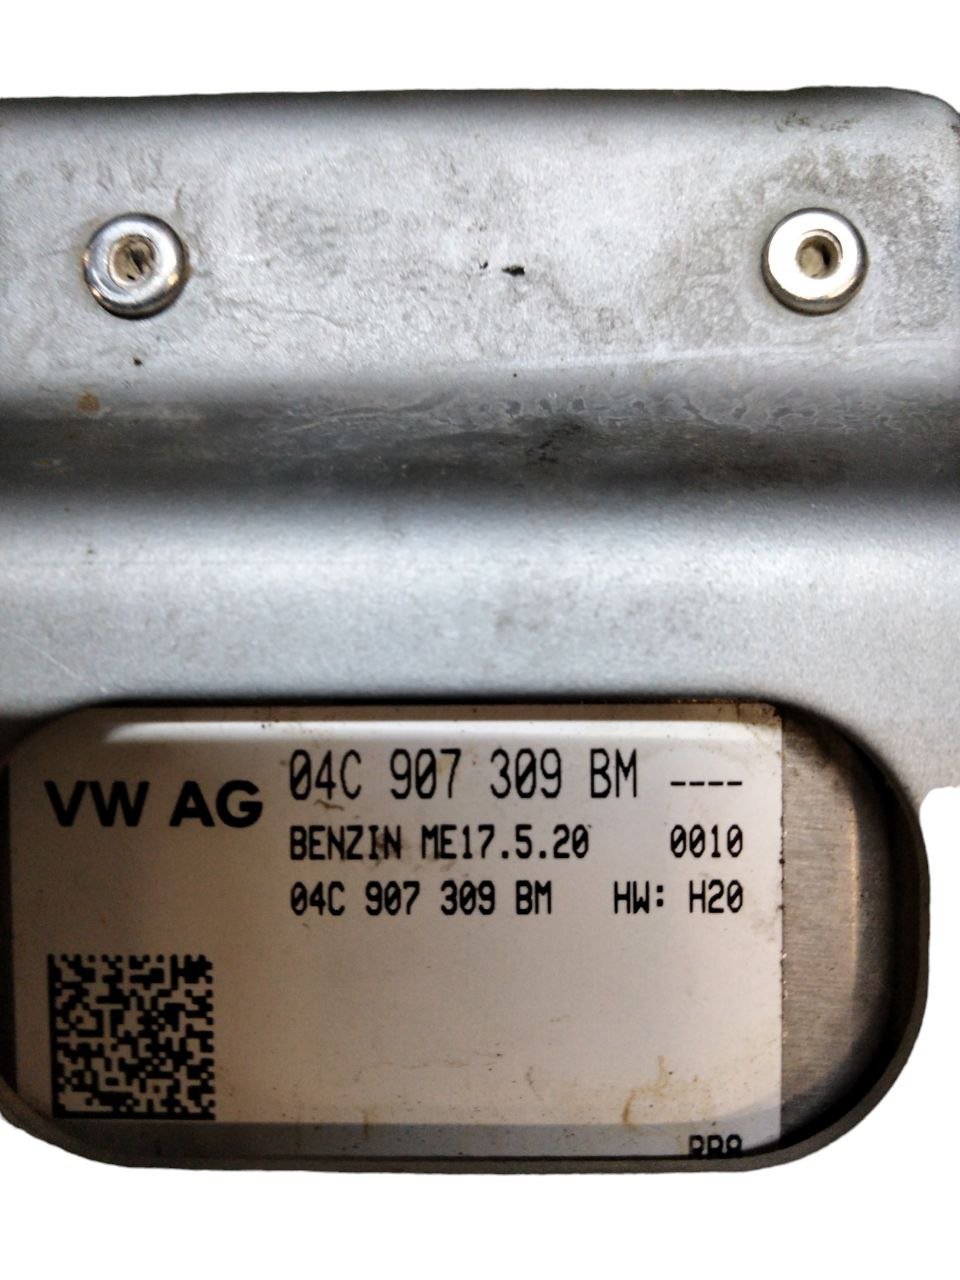 VW AG 04C 907 309 BM ----
BENZIN ME17.5.20 0010
04C 907 309 BM HW: H20